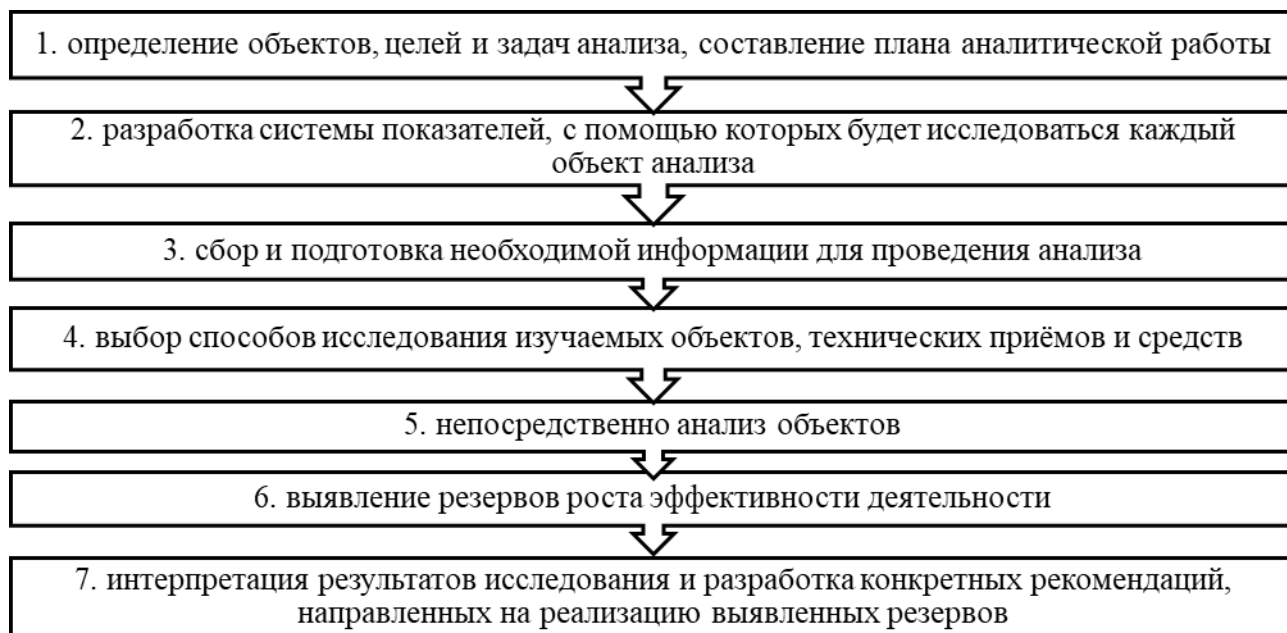 1. определение объектов, целей и задач анализа, составление плана аналитической работы
2. разработка системы показателей, с помощью которых будет исследоваться каждый
объект анализа
3. сбор и подготовка необходимой информации для проведения анализа
4. выбор способов исследования изучаемых объектов, технических приёмов и средств
5. непосредственно анализ объектов
6. выявление резервов роста эффективности деятельности
7. интерпретация результатов исследования и разработка конкретных рекомендаций,
направленных на реализацию выявленных резервов